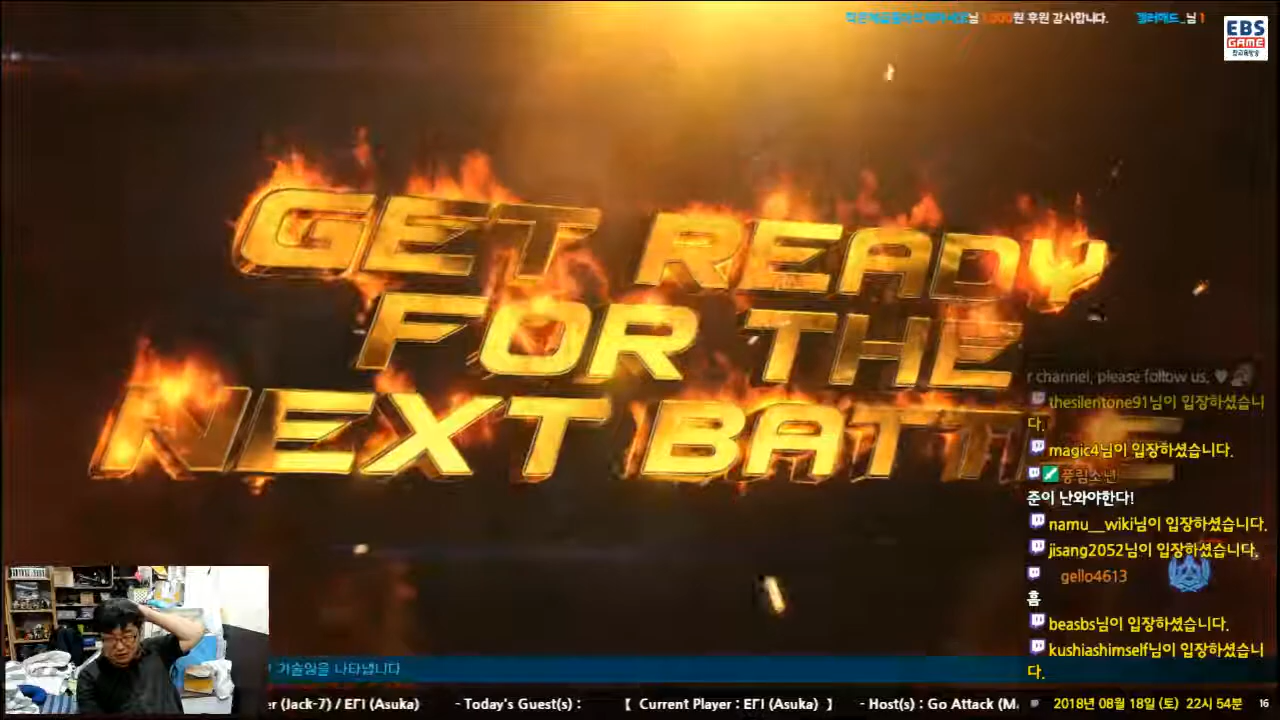 님 1,000원 후원 감사합니다. 겜러매드_님 1
EBS
GAME
GET READY
FOR THE
NEXT BATTLE
r channel, please follow us, ♥
thesilentone91님이 입장하셨습니
다.
magic4님이 입장하셨습니다.
풍림소년
준이 난와야한다!
namu__wiki님이 입장하셨습니다.
jisang2052님이 입장하셨습니다.
gello4613
흠
beasbs님이 입장하셨습니다.
kushiashimself님이 입장하셨습니
다.
기술임을 나타냅니다
er (Jack-7) / ΕΓΙ (Asuka) - Today's Guest(s) : 【 Current Player : ΕΓΙ (Asuka) 】 - Host(s) : Go Attack (M
2018년 08월 18일 (토) 22시 54분 16